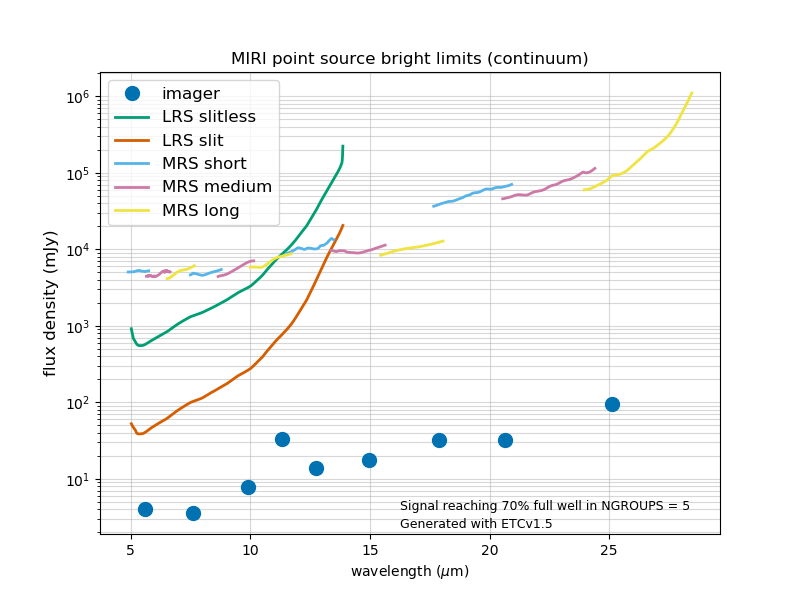 MIRI point source bright limits (continuum)
imager
LRS slitless
LRS slit
MRS short
MRS medium
MRS long
10⁶
10⁵
10⁴
10³
10²
10¹
flux density (mJy)
Signal reaching 70% full well in NGROUPS = 5
Generated with ETCv1.5
5 10 15 20 25
wavelength (μm)